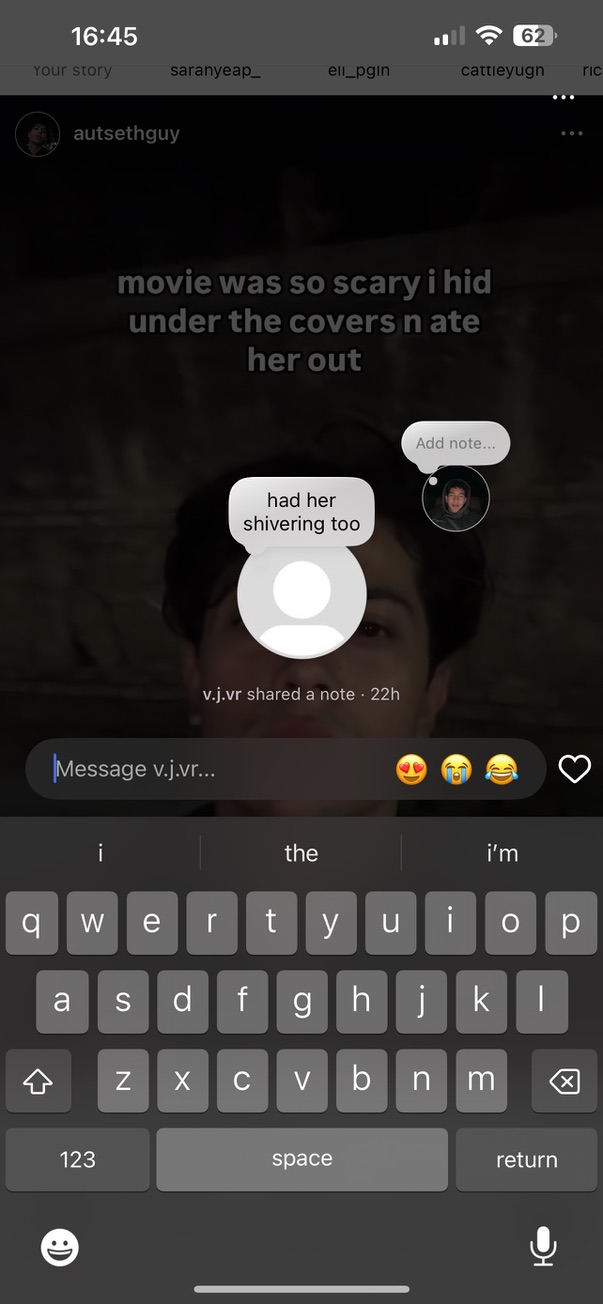 16:45
62
Your story
saranyeap_
eli_pgln
cattleyugh
ric
autsethguy
movie was so scary i hid
under the covers n ate
her out
Add note...
had her
shivering too
v.j.vr shared a note · 22h
Message v.j.vr...
i
the
i'm
q w e r t y u i o p
a s d f g h j k l
z x c v b n m
123
space
return